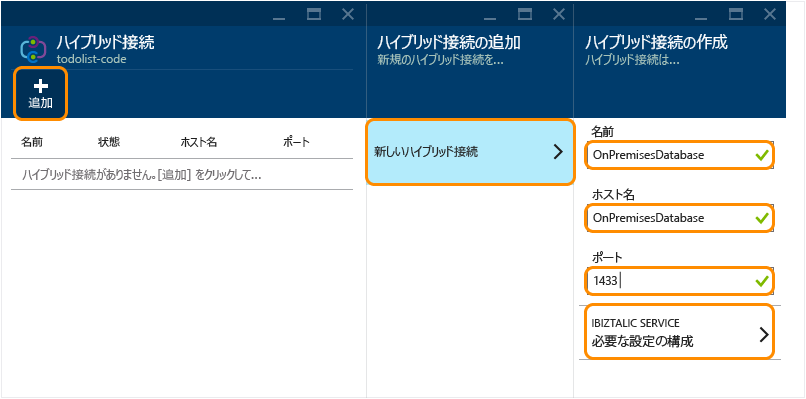 ハイブリッド接続
todolist-code
追加
名前 状態 ホスト名 ポート
ハイブリッド接続がありません。[追加] をクリックして...
ハイブリッド接続の追加
新規のハイブリッド接続を...
新しいハイブリッド接続
ハイブリッド接続の作成
ハイブリッド接続は...
名前
OnPremisesDatabase
ホスト名
OnPremisesDatabase
ポート
1433
IBIZTALIC SERVICE
必要な設定の構成